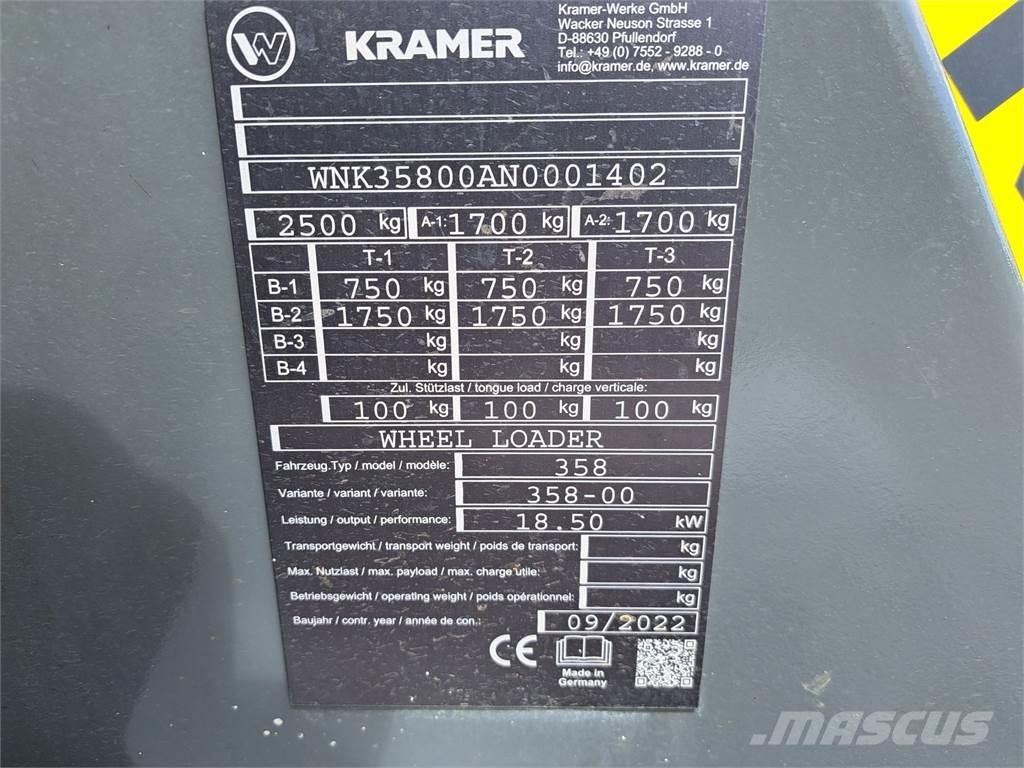 Kramer-Werke GmbH
Wacker Neuson Strasse 1
D-88630 Pfullendorf
Tel.: +49 (0) 7552 - 9288 - 0
info@kramer.de, www.kramer.de
KRAMER
WNK35800AN0001402
2500 kg A-1: 1700 kg A-2: 1700 kg
T-1 T-2 T-3
B-1 750 kg 750 kg 750 kg
B-2 1750 kg 1750 kg 1750 kg
B-3 kg kg kg
B-4 kg kg kg
Zul. Stützlast / tongue load / charge verticale:
100 kg 100 kg 100 kg
WHEEL LOADER
Fahrzeug.Typ / model / modèle: 358
Variante / variant / variante: 358-00
Leistung / output / performance: 18.50 kW
Transportgewicht / transport weight / poids de transport: kg
Max. Nutzlast / max. payload / max. charge utile: kg
Betriebsgewicht / operating weight / poids opérationnel: kg
Baujahr / contr. year / année de con.: 09/2022
CE
Made in
Germany
MASCUS